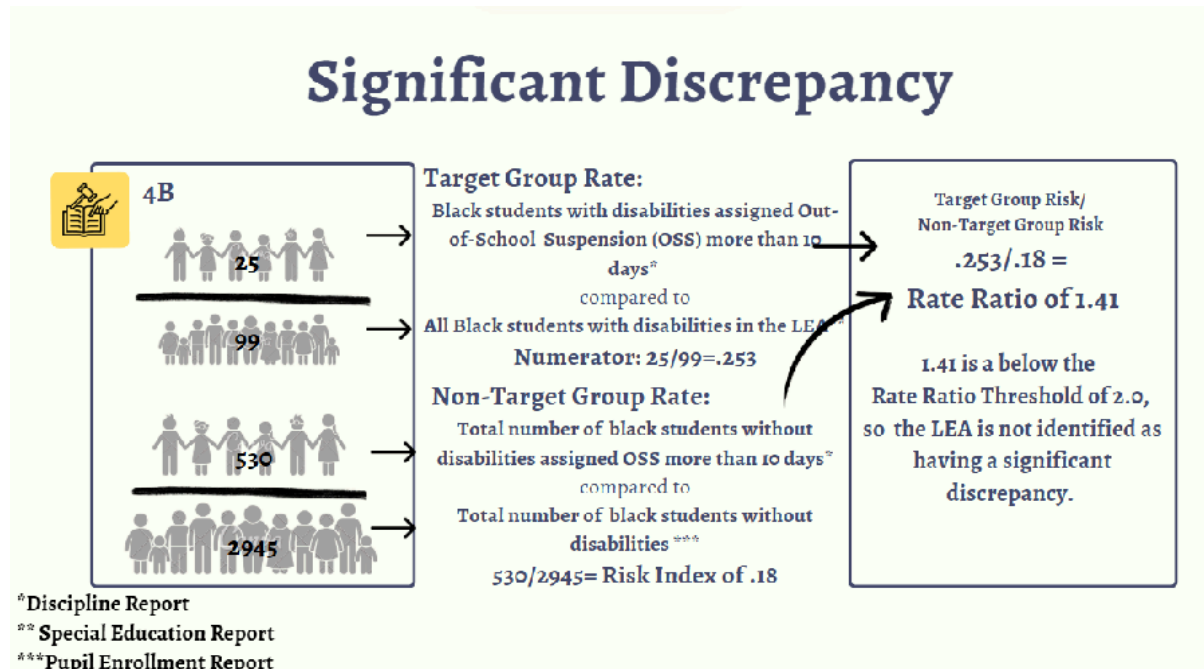 Significant Discrepancy
4B
25
99
530
2945
Target Group Rate:
Black students with disabilities assigned Out-
of-School Suspension (OSS) more than 10
days*
compared to
All Black students with disabilities in the LEA **
Numerator: 25/99=.253
Non-Target Group Rate:
Total number of black students without
disabilities assigned OSS more than 10 days*
compared to
Total number of black students without
disabilities ***
530/2945= Risk Index of .18
Target Group Risk/
Non-Target Group Risk
.253/.18 =
Rate Ratio of 1.41
1.41 is a below the
Rate Ratio Threshold of 2.0,
so the LEA is not identified as
having a significant
discrepancy.
*Discipline Report
** Special Education Report
***Pupil Enrollment Report